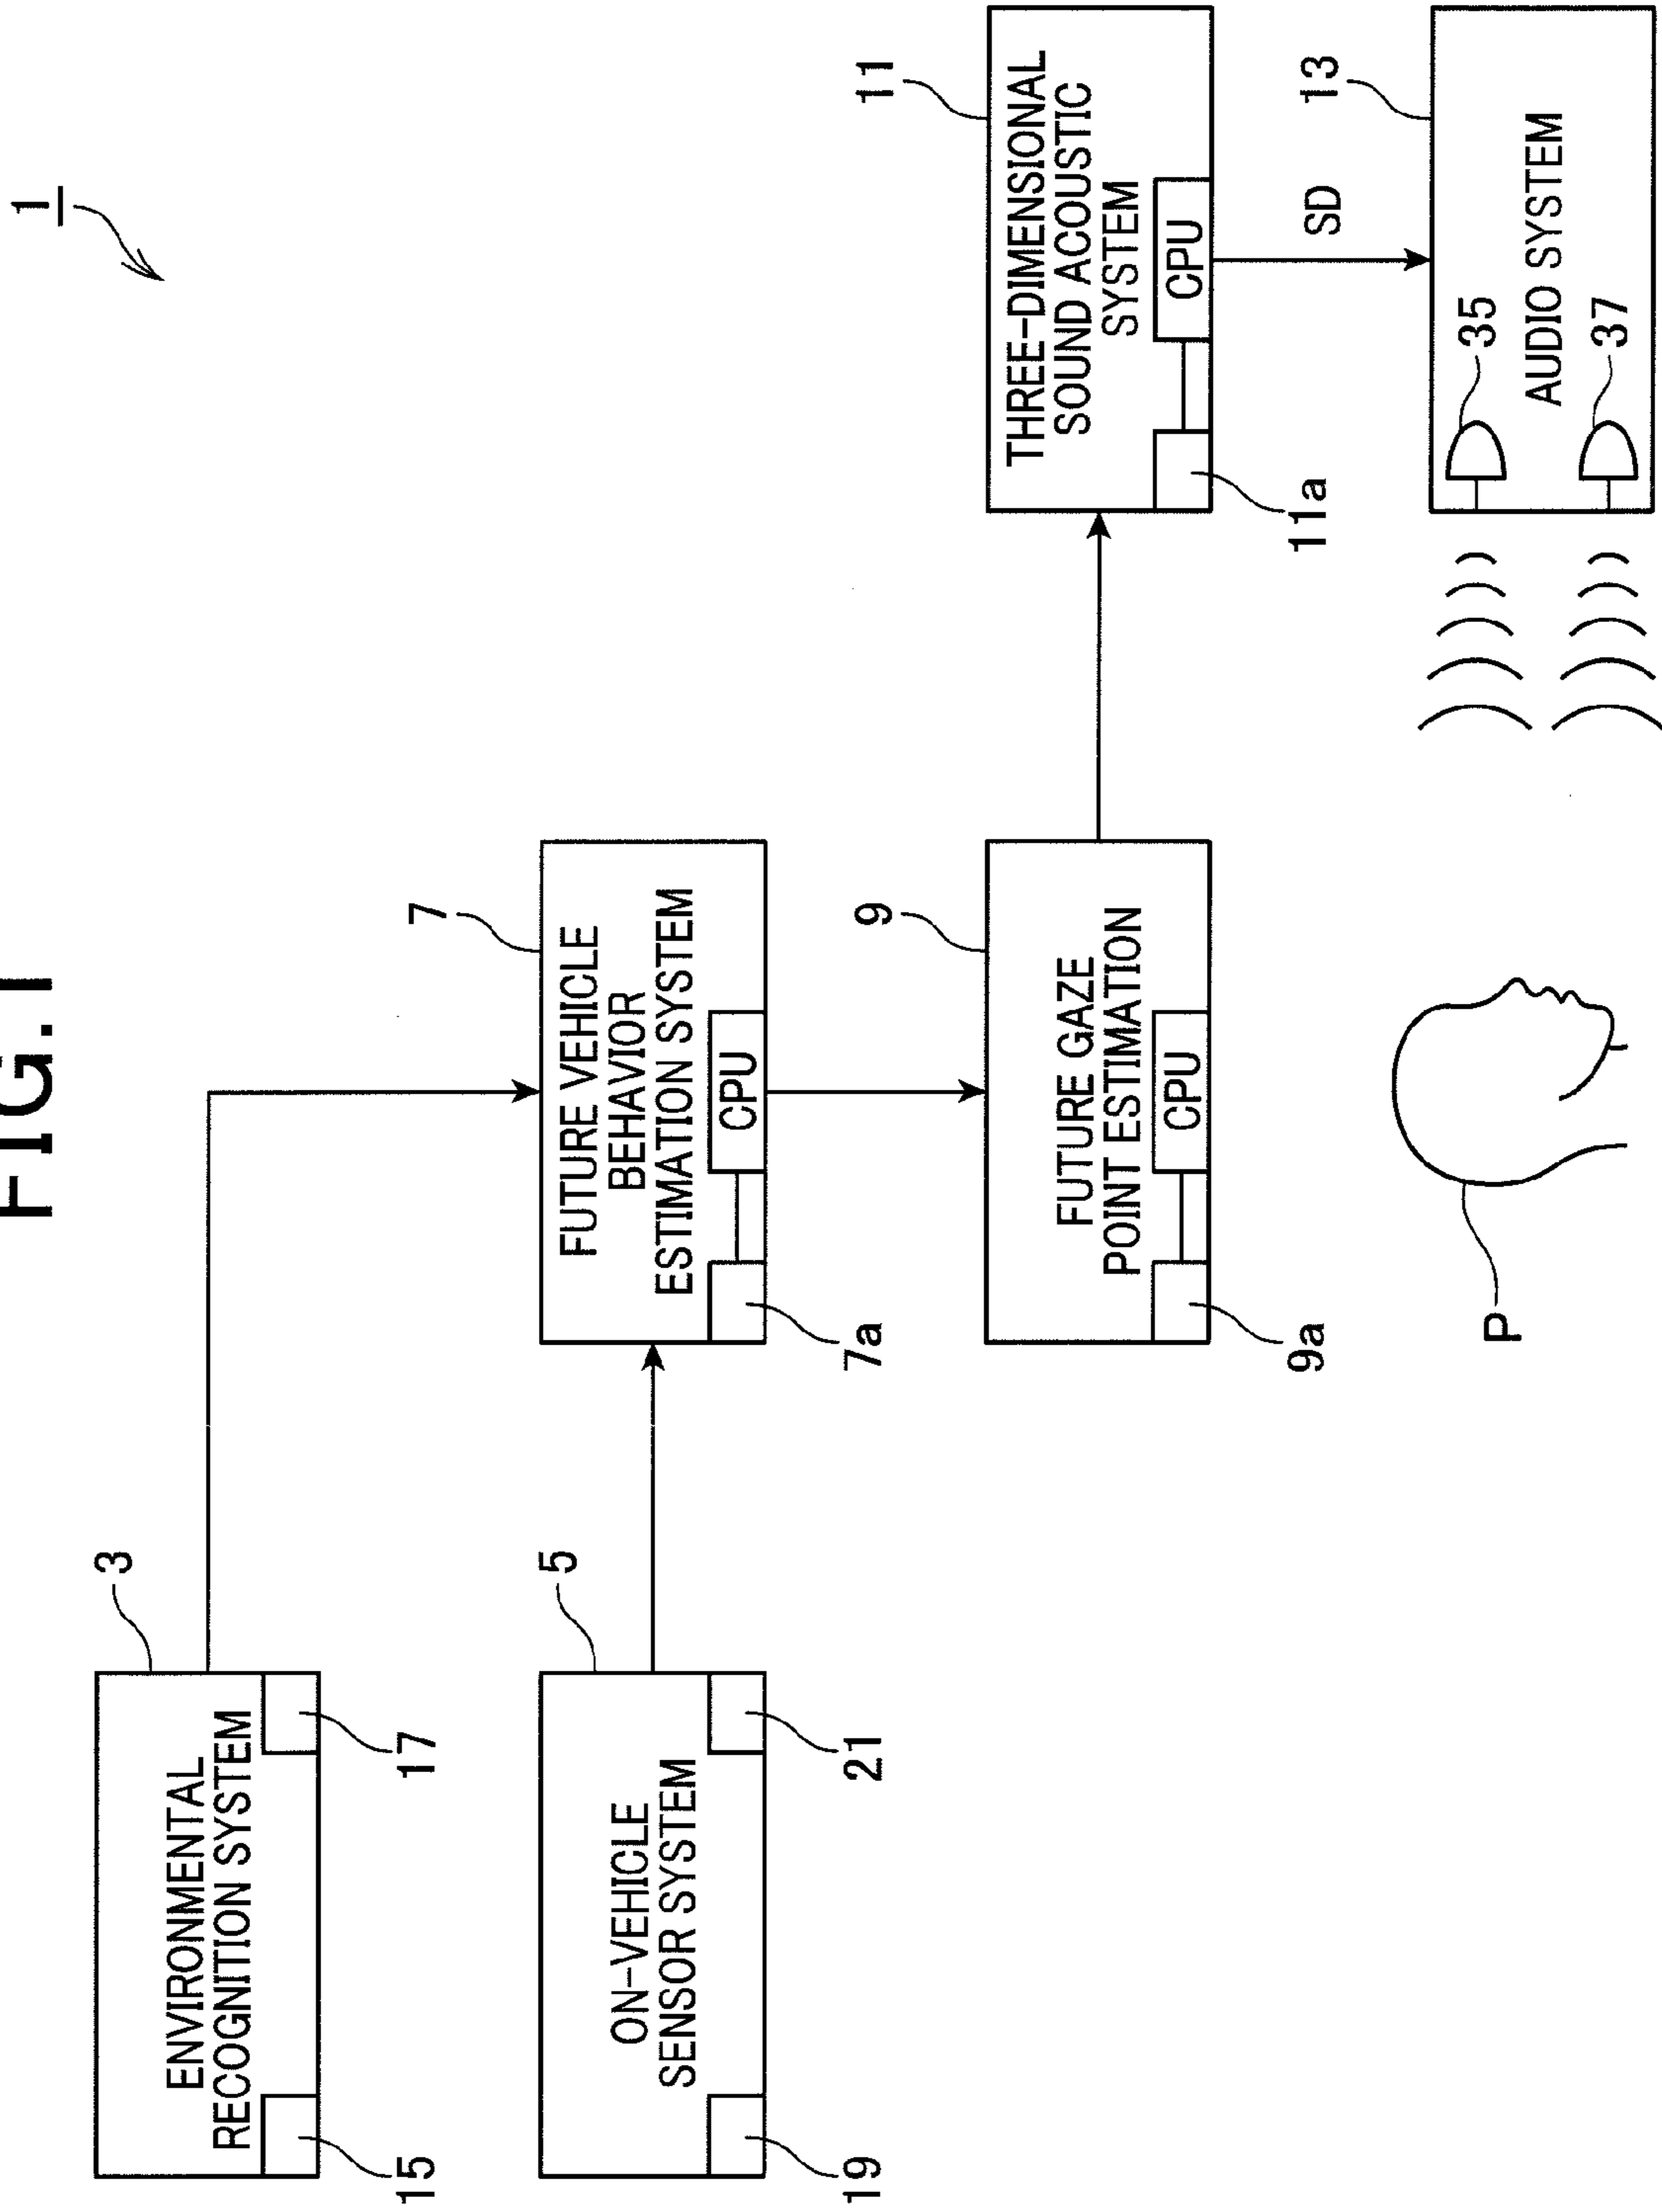 FIG. 1
1
3
ENVIRONMENTAL
RECOGNITION SYSTEM
15
17
5
ON-VEHICLE
SENSOR SYSTEM
19
21
7
FUTURE VEHICLE
BEHAVIOR
ESTIMATION SYSTEM
CPU
7a
9
FUTURE GAZE
POINT ESTIMATION
CPU
9a
11
THREE-DIMENSIONAL
SOUND ACOUSTIC
SYSTEM
CPU
11a
SD
13
35
AUDIO SYSTEM
37
P